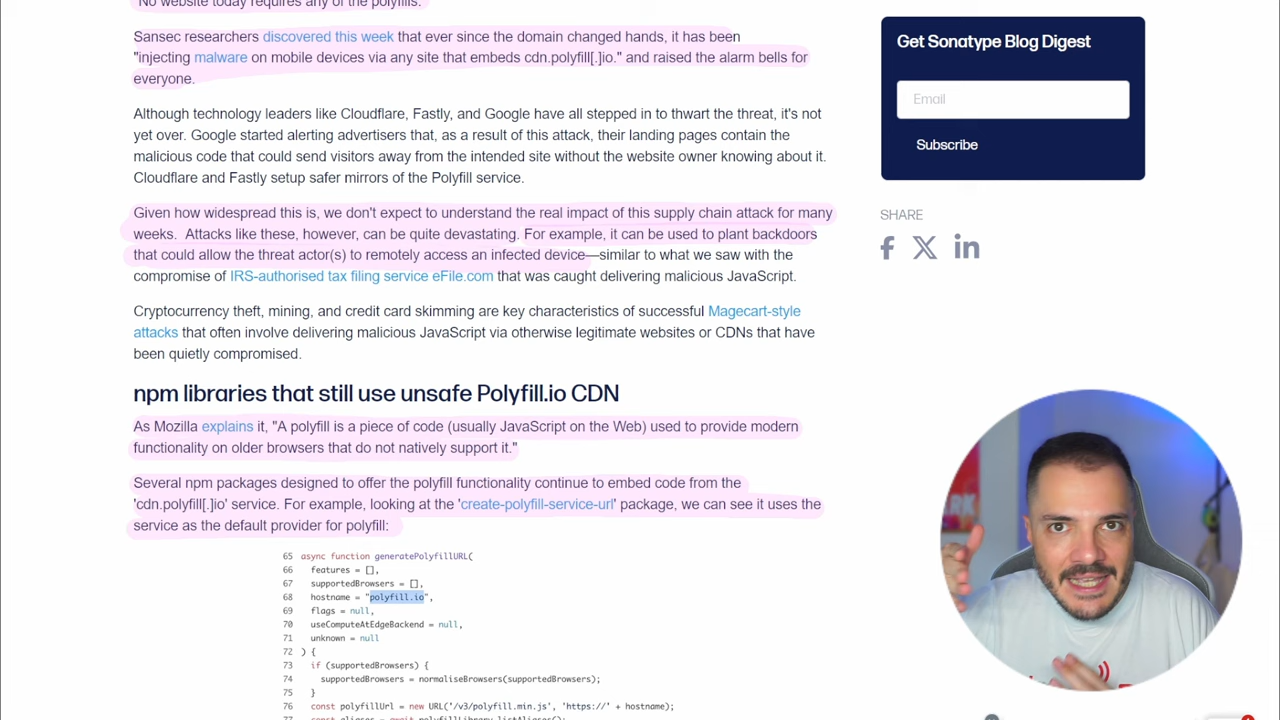 "No website today requires any of the polyfills.
Sansec researchers discovered this week that ever since the domain changed hands, it has been
"injecting malware on mobile devices via any site that embeds cdn.polyfill[.]io." and raised the alarm bells for
everyone.
Although technology leaders like Cloudflare, Fastly, and Google have all stepped in to thwart the threat, it's not
yet over. Google started alerting advertisers that, as a result of this attack, their landing pages contain the
malicious code that could send visitors away from the intended site without the website owner knowing about it.
Cloudflare and Fastly setup safer mirrors of the Polyfill service.
Given how widespread this is, we don't expect to understand the real impact of this supply chain attack for many
weeks. Attacks like these, however, can be quite devastating. For example, it can be used to plant backdoors
that could allow the threat actor(s) to remotely access an infected device—similar to what we saw with the
compromise of IRS-authorised tax filing service eFile.com that was caught delivering malicious JavaScript.
Cryptocurrency theft, mining, and credit card skimming are key characteristics of successful Magecart-style
attacks that often involve delivering malicious JavaScript via otherwise legitimate websites or CDNs that have
been quietly compromised.
npm libraries that still use unsafe Polyfill.io CDN
As Mozilla explains it, "A polyfill is a piece of code (usually JavaScript on the Web) used to provide modern
functionality on older browsers that do not natively support it."
Several npm packages designed to offer the polyfill functionality continue to embed code from the
'cdn.polyfill[.]io' service. For example, looking at the 'create-polyfill-service-url' package, we can see it uses the
service as the default provider for polyfill:
65 async function generatePolyfillURL(
66 features = [],
67 supportedBrowsers = [],
68 hostname = "polyfill.io",
69 flags = null,
70 useComputeAtEdgeBackend = null,
71 unknown = null
72 ) {
73 if (supportedBrowsers) {
74 supportedBrowsers = normaliseBrowsers(supportedBrowsers);
75 }
76 const polyfillUrl = new URL('/v3/polyfill.min.js', 'https://' + hostname);
77 const aliases = await polyfillLibrary.listAliases();
Get Sonatype Blog Digest
Email
Subscribe
SHARE